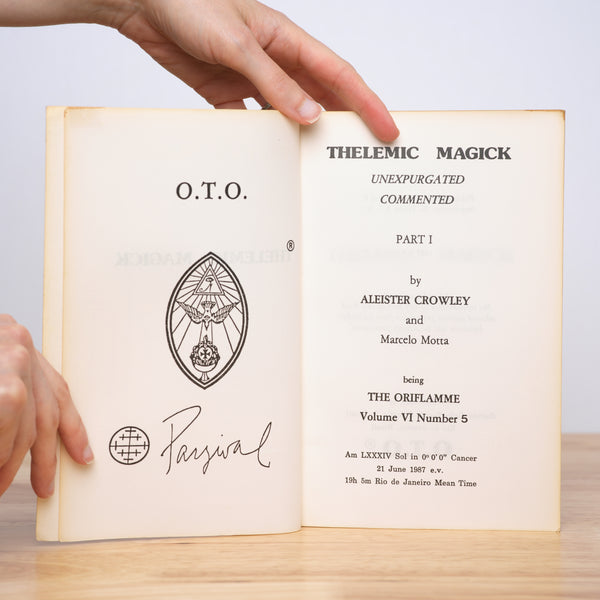 O.T.O.
®
Parzival
THELEMIC MAGICK
UNEXPURGATED
COMMENTED
PART I
by
ALEISTER CROWLEY
and
Marcelo Motta
being
THE ORIFLAMME
Volume VI Number 5
Am LXXXIV Sol in 0° 0' 0" Cancer
21 June 1987 e.v.
19h 5m Rio de Janeiro Mean Time